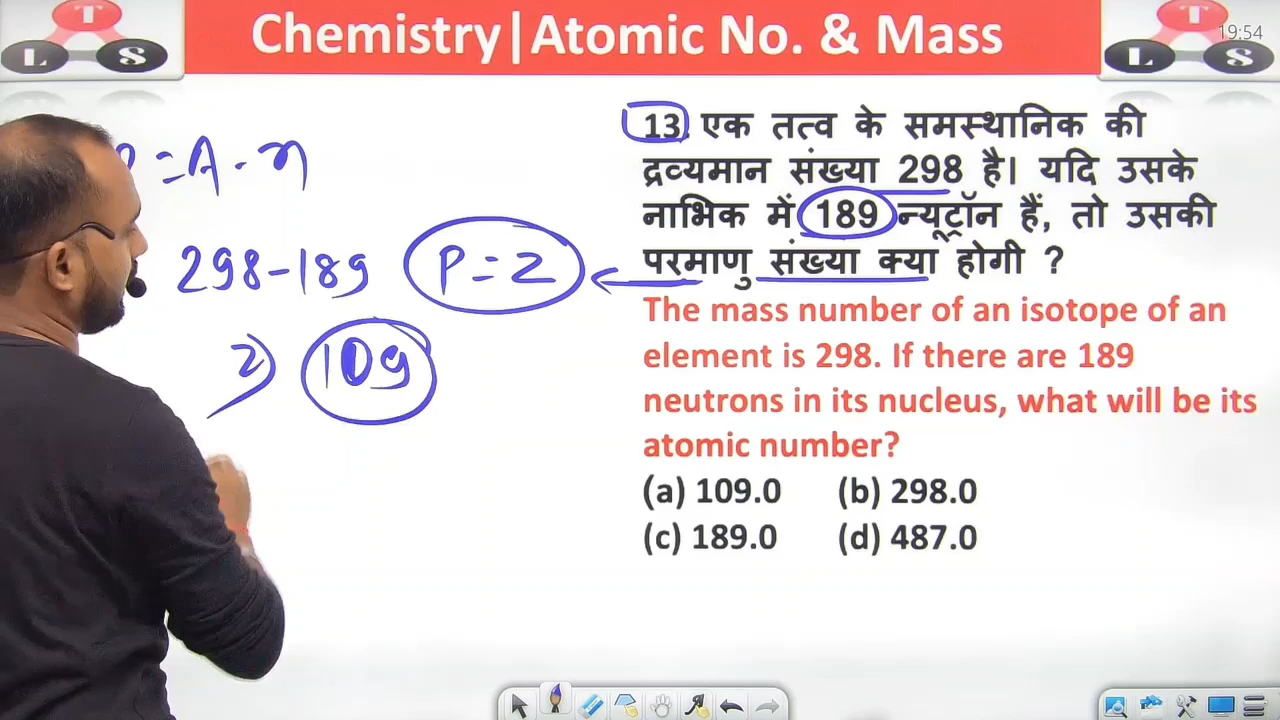 Chemistry|Atomic No. & Mass
L T S
T L S
19:54
13. एक तत्व के समस्थानिक की
द्रव्यमान संख्या 298 है। यदि उसके
नाभिक में 189 न्यूट्रॉन हैं, तो उसकी
परमाणु संख्या क्या होगी ?
The mass number of an isotope of an
element is 298. If there are 189
neutrons in its nucleus, what will be its
atomic number?
(a) 109.0 (b) 298.0
(c) 189.0 (d) 487.0
= A - n
298-189
P = Z
109